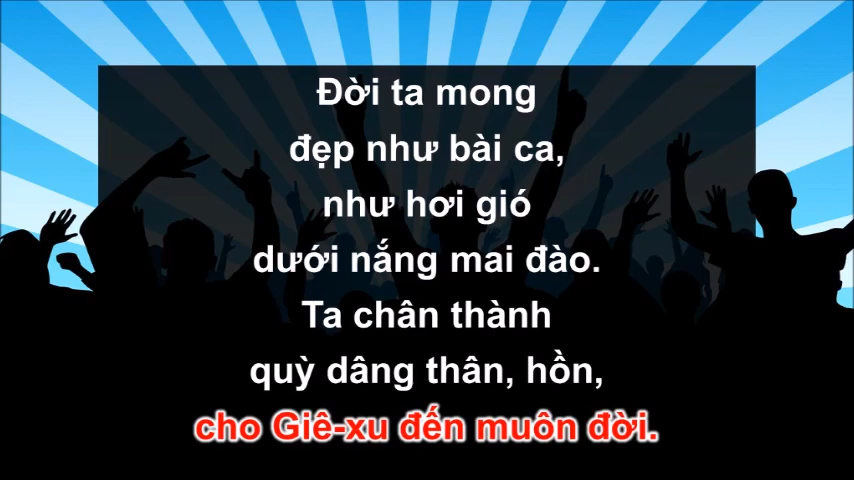 Đời ta mong
đẹp như bài ca,
như hơi gió
dưới nắng mai đào.
Ta chân thành
quỳ dâng thân, hồn,
cho Giê-xu đến muôn đời.